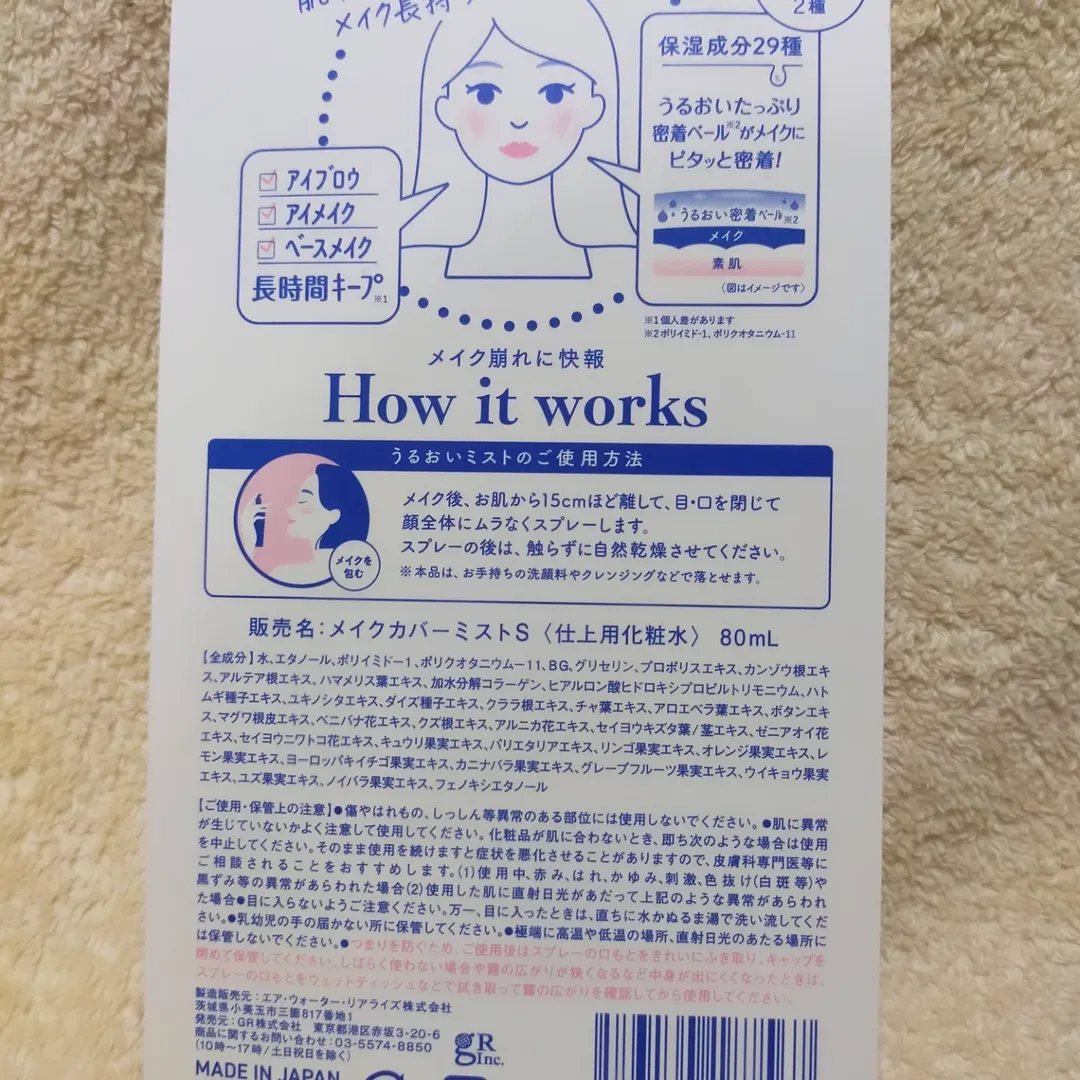 メイク長持
2種
保湿成分29種
うるおいたっぷり
密着ベール※2がメイクに
ピタッと密着!
うるおい密着ベール※2
メイク
素肌
〈図はイメージです〉
アイブロウ
アイメイク
ベースメイク
長時間キープ※1
※1個人差があります
※2ポリイミド-1、ポリクオタニウム-11
メイク崩れに快報
How it works
うるおいミストのご使用方法
メイク後、お肌から15cmほど離して、目・口を閉じて
顔全体にムラなくスプレーします。
スプレーの後は、触らずに自然乾燥させてください。
※本品は、お手持ちの洗顔料やクレンジングなどで落とせます。
メイクを
包む
販売名:メイクカバーミストS〈仕上用化粧水〉 80mL
【全成分】水、エタノール、ポリイミド-1、ポリクオタニウム-11、BG、グリセリン、プロポリスエキス、カンゾウ根エキ
ス、アルテア根エキス、ハマメリス葉エキス、加水分解コラーゲン、ヒアルロン酸ヒドロキシプロピルトリモニウム、ハト
ムギ種子エキス、ユキノシタエキス、ダイズ種子エキス、クララ根エキス、チャ葉エキス、アロエベラ葉エキス、ボタンエキ
ス、マグワ根皮エキス、ベニバナ花エキス、クズ根エキス、アルニカ花エキス、セイヨウキズタ葉/茎エキス、ゼニアオイ花
エキス、セイヨウニワトコ花エキス、キュウリ果実エキス、パリエタリアエキス、リンゴ果実エキス、オレンジ果実エキス、レ
モン果実エキス、ヨーロッパキイチゴ果実エキス、カニナバラ果実エキス、グレープフルーツ果実エキス、ウイキョウ果実
エキス、ユズ果実エキス、ノイバラ果実エキス、フェノキシエタノール
【ご使用・保管上の注意】●傷やはれもの、しっしん等異常のある部位には使用しないでください。●肌に異常
が生じていないかよく注意して使用してください。化粧品が肌に合わないとき、即ち次のような場合は使用
を中止してください。そのまま使用を続けますと症状を悪化させることがありますので、皮膚科専門医等に
ご相談されることをおすすめします。(1)使用中、赤み、はれ、かゆみ、刺激、色抜け(白斑等)や
黒ずみ等の異常があらわれた場合(2)使用した肌に直射日光があだって上記のような異常があらわれ
た場合●目に入らないようご注意ください。万一、目に入ったときは、直ちに水かぬるま湯で洗い流してくだ
さい。●乳幼児の手の届かない所に保管してください。●極端に高温や低温の場所、直射日光のあたる場所に
は保管しないでください。●つまりを防ぐため、ご使用後はスプレーの口もとをきれいにふき取り、キャップを
閉めて保管してください。しばらく使わない場合や霧の広がりが狭くなるなど中身が出にくくなったときは、
スプレーの口もとをウェットティッシュなどで拭き取って霧の広がりを確認してから使用してください。
製造販売元:エア・ウォーター・リアライズ株式会社
茨城県小美玉市三箇817番地1
発売元:GR株式会社 東京都港区赤坂3-20-6
商品に関するお問い合わせ:03-5574-8850
(10時~17時/土日祝日を除く)
gR
Inc.
MADE IN JAPAN